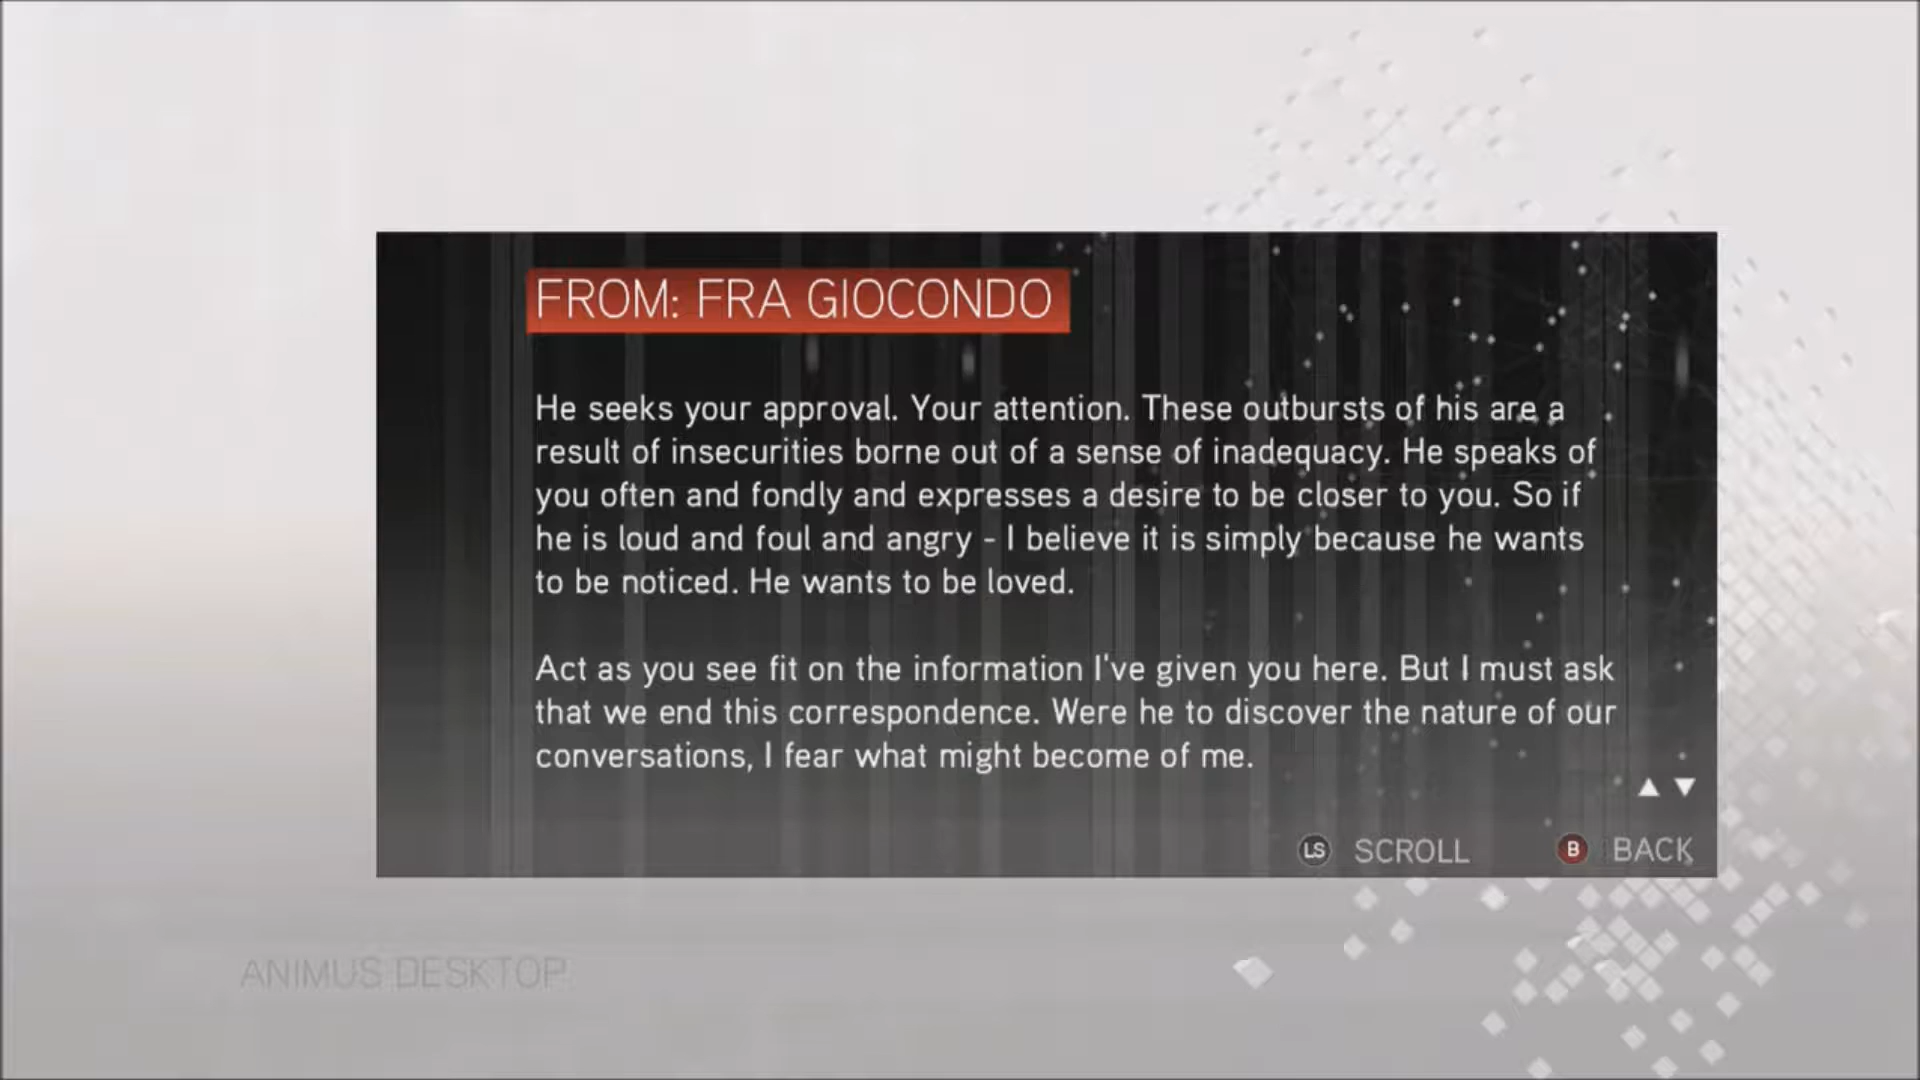 FROM: FRA GIOCONDO
He seeks your approval. Your attention. These outbursts of his are a
result of insecurities borne out of a sense of inadequacy. He speaks of
you often and fondly and expresses a desire to be closer to you. So if
he is loud and foul and angry - I believe it is simply because he wants
to be noticed. He wants to be loved.
Act as you see fit on the information I've given you here. But I must ask
that we end this correspondence. Were he to discover the nature of our
conversations, I fear what might become of me.
LS SCROLL B BACK
ANIMUS DESKTOP